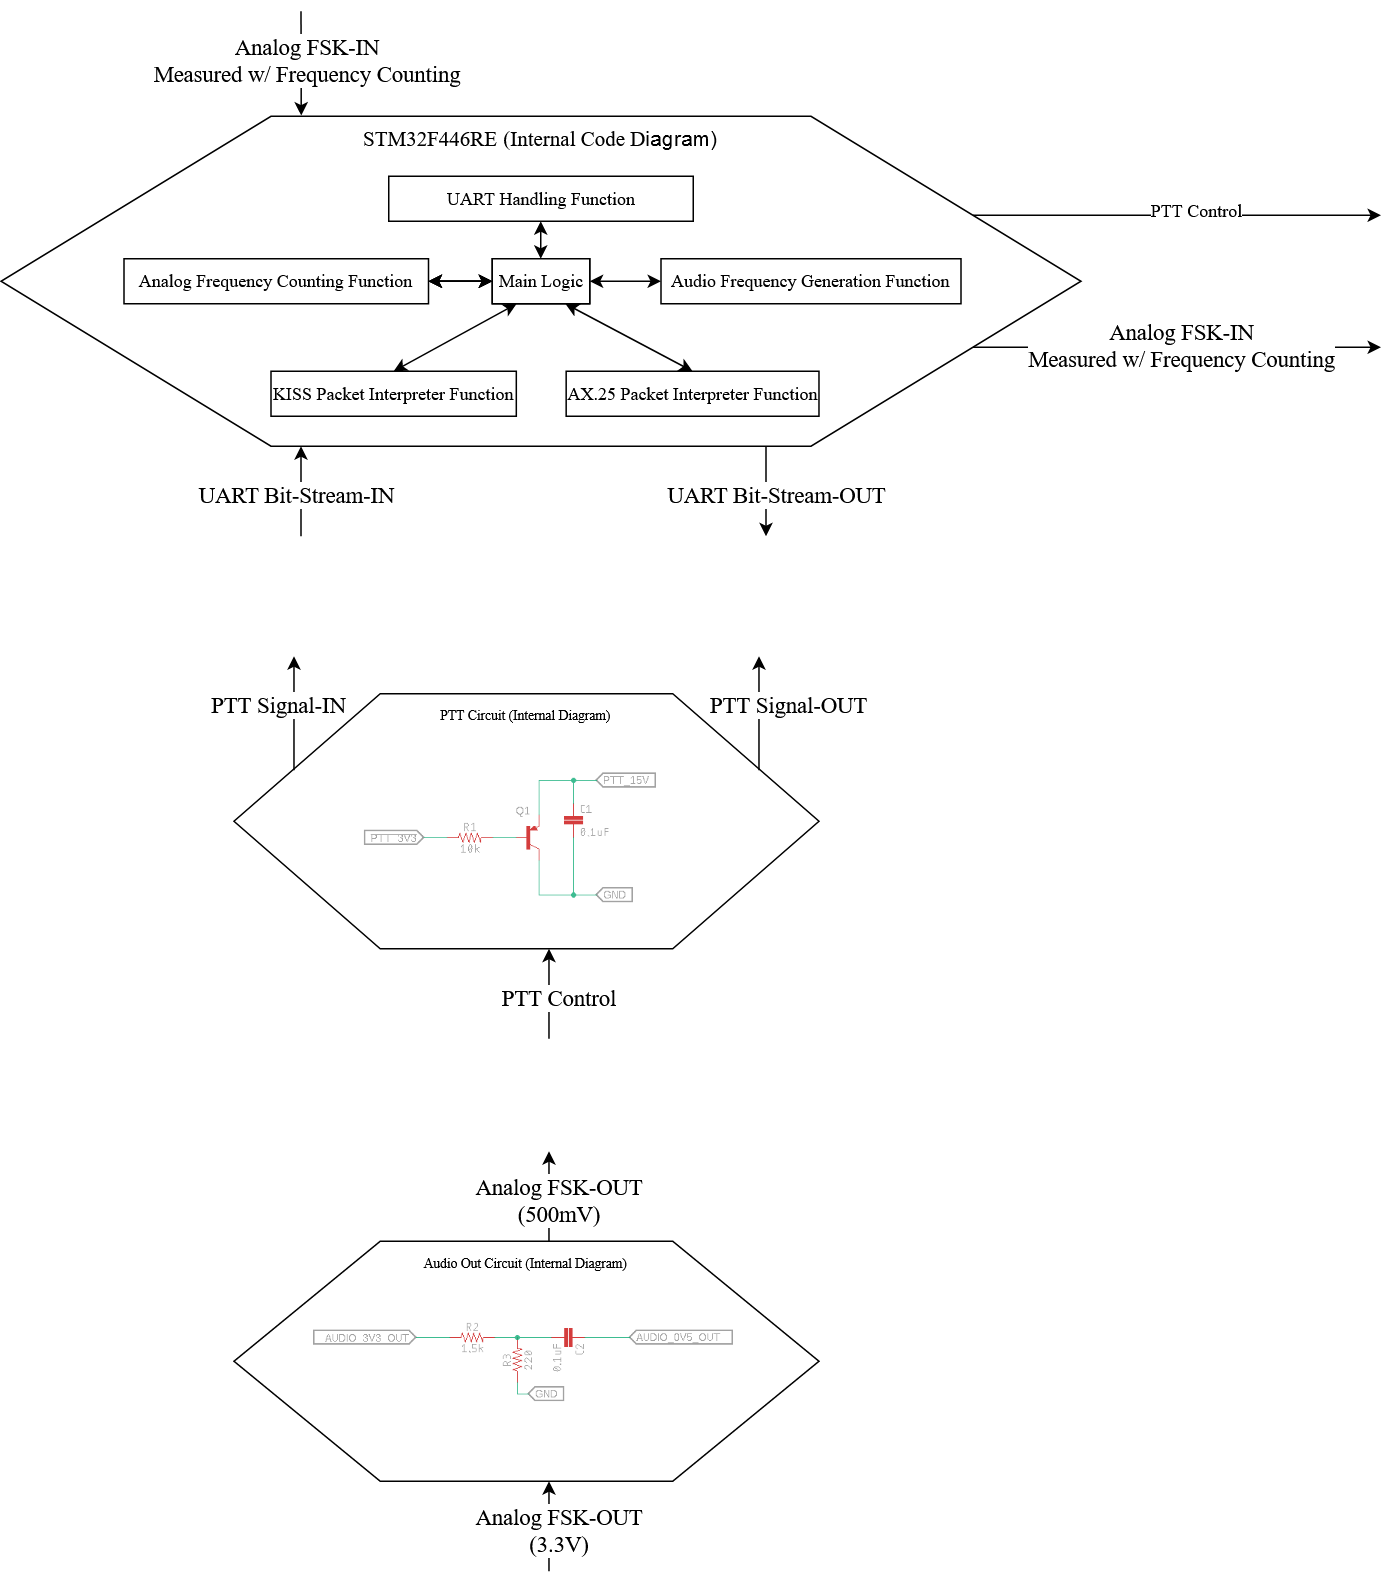 Analog FSK-IN
Measured w/ Frequency Counting
STM32F446RE (Internal Code Diagram)
UART Handling Function
PTT Control
Analog Frequency Counting Function
Main Logic
Audio Frequency Generation Function
Analog FSK-IN
Measured w/ Frequency Counting
KISS Packet Interpreter Function
AX.25 Packet Interpreter Function
UART Bit-Stream-IN
UART Bit-Stream-OUT
PTT Signal-IN
PTT Signal-OUT
PTT Circuit (Internal Diagram)
PTT_15V
Q1
C1
0.1uF
R1
PTT_3V3
10k
GND
PTT Control
Analog FSK-OUT
(500mV)
Audio Out Circuit (Internal Diagram)
R2
AUDIO_3V3_OUT
AUDIO_0V5_OUT
1.5k
R3
220
0.1uF
C2
GND
Analog FSK-OUT
(3.3V)